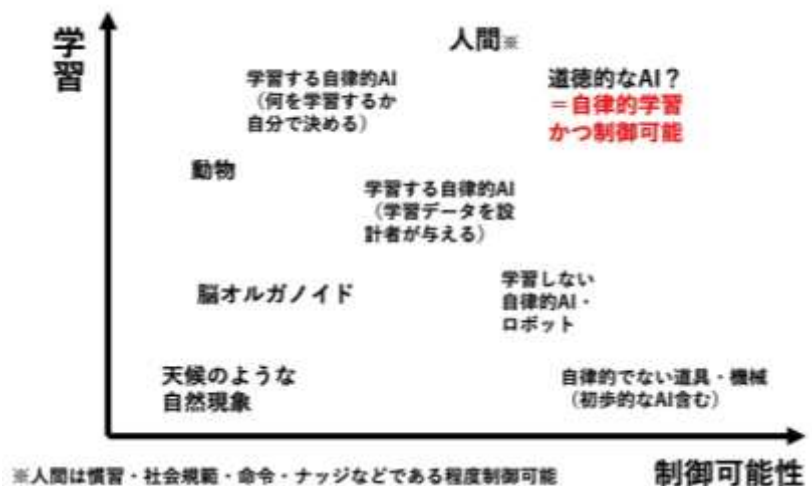 学習
人間※
学習する自律的AI
（何を学習するか
自分で決める）
道徳的なAI？
＝自律的学習
かつ制御可能
動物
学習する自律的AI
（学習データを設
計者が与える）
脳オルガノイド
学習しない
自律的AI・
ロボット
天候のような
自然現象
自律的でない道具・機械
（初歩的なAI含む）
※人間は慣習・社会規範・命令・ナッジなどである程度制御可能
制御可能性